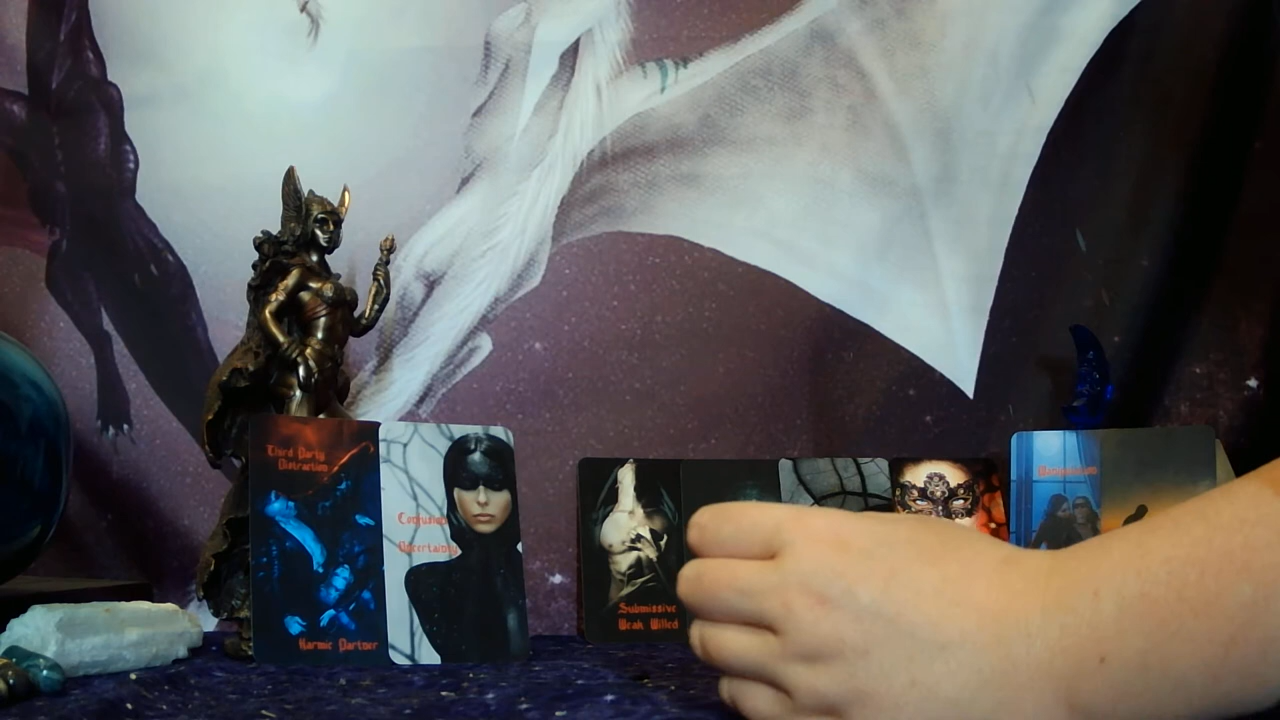 Third Party
Distraction
Karmic Partner
Confusion
Uncertainty
Submissive
Weak Willed